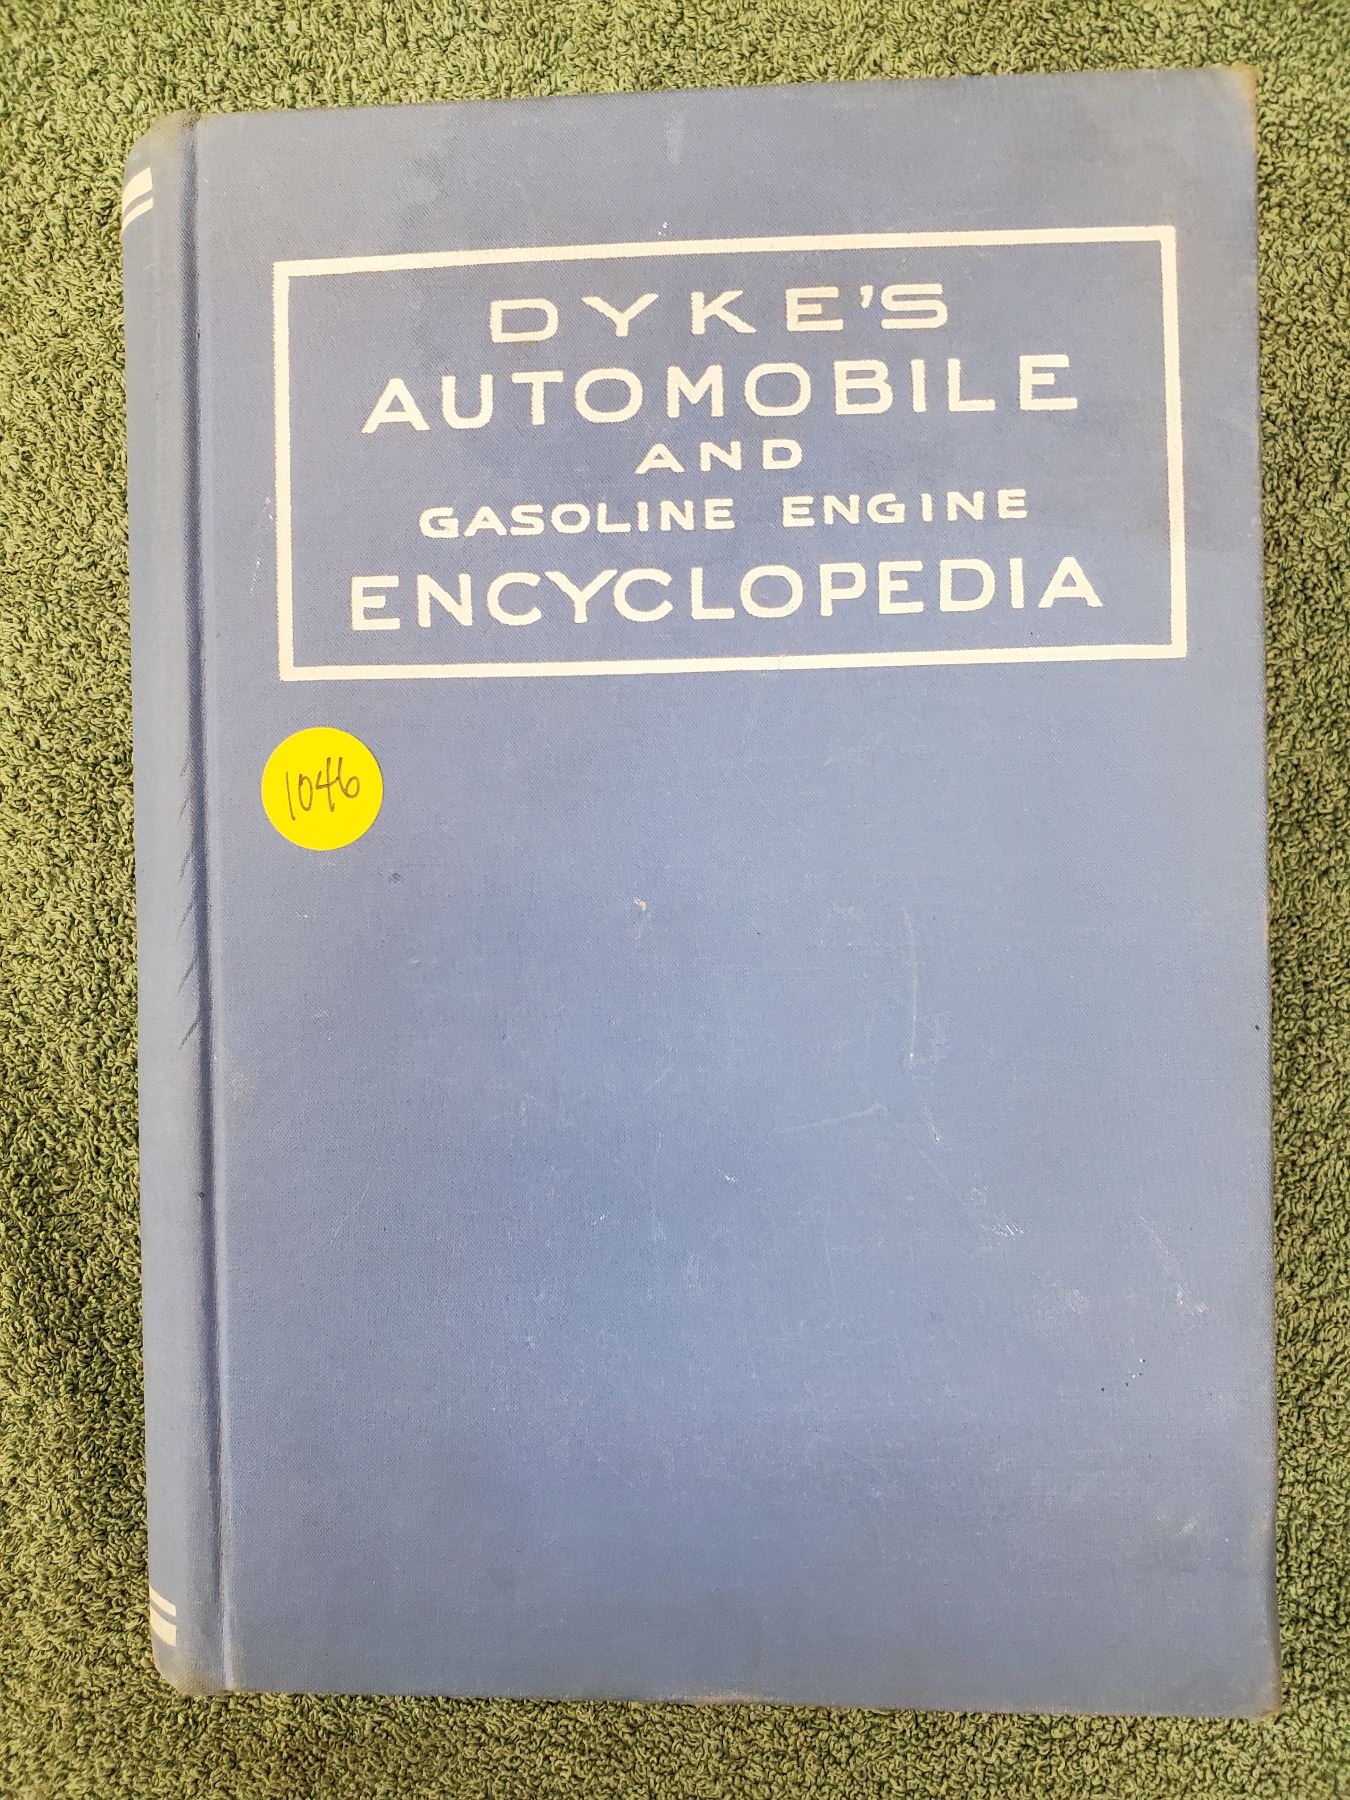 DYKE'S
AUTOMOBILE
AND
GASOLINE ENGINE
ENCYCLOPEDIA
1046